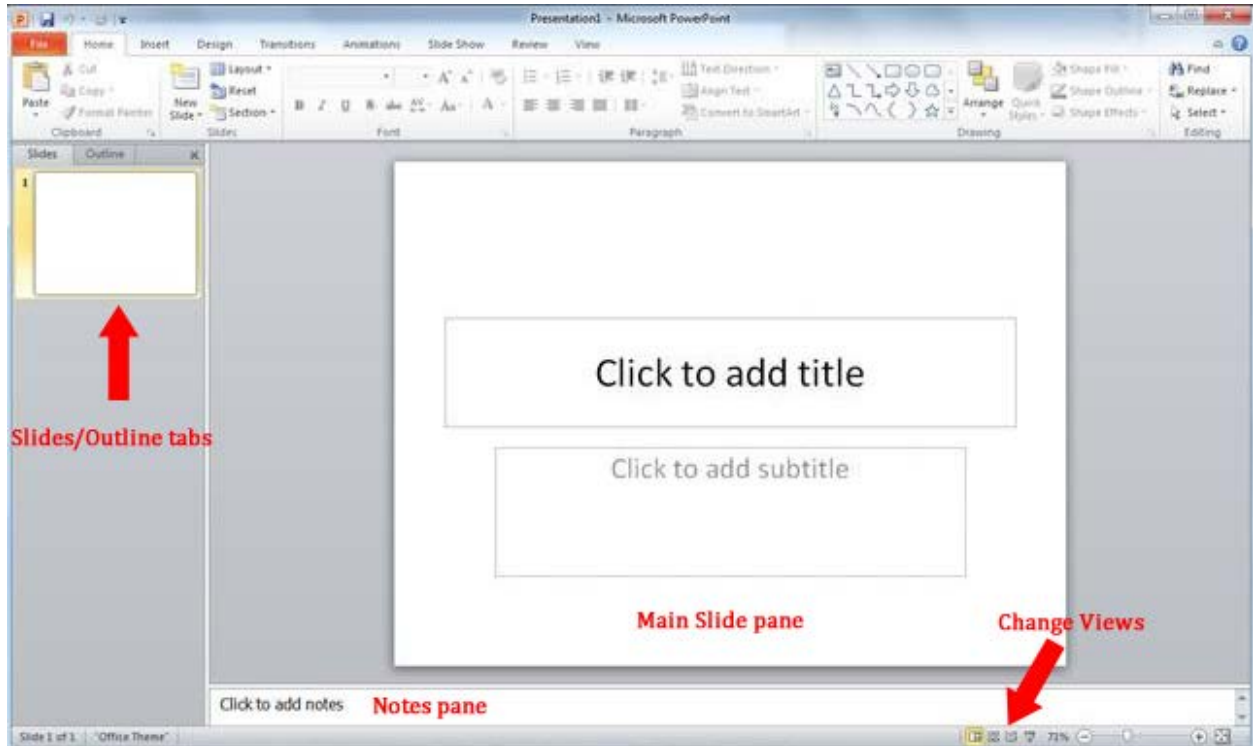 Presentation1 - Microsoft PowerPoint
File Home Insert Design Transitions Animations Slide Show Review View
Cut
Copy
Format Painter
Paste
Clipboard
New Slide
Layout
Reset
Section
Slides
B I U S abc AV Aa A
Font
Text Direction
Align Text
Convert to SmartArt
Paragraph
Arrange
Quick Styles
Shape Fill
Shape Outline
Shape Effects
Drawing
Find
Replace
Select
Editing
Slides Outline
1
Slides/Outline tabs
Click to add title
Click to add subtitle
Main Slide pane
Change Views
Click to add notes
Notes pane
Slide 1 of 1 "Office Theme" 71%